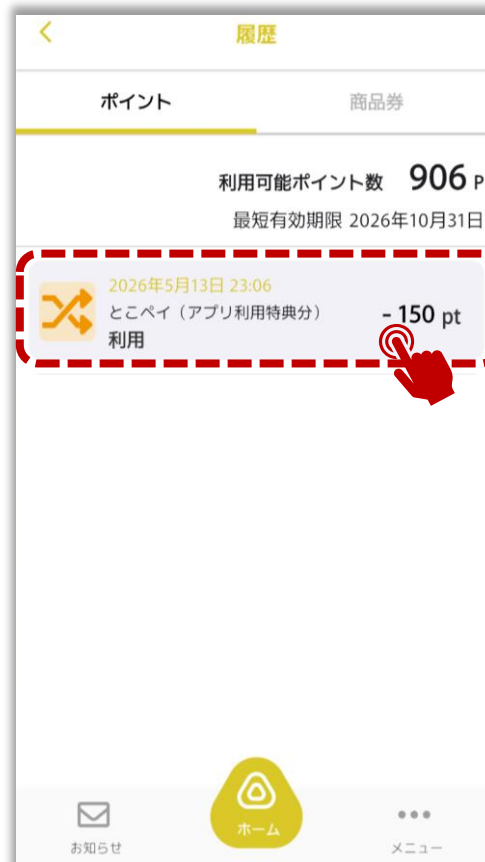 履歴
ポイント
商品券
利用可能ポイント数 906 P
最短有効期限 2026年10月31日
2026年5月13日 23:06
とこペイ（アプリ利用特典分）
- 150 pt
利用
お知らせ
ホーム
メニュー